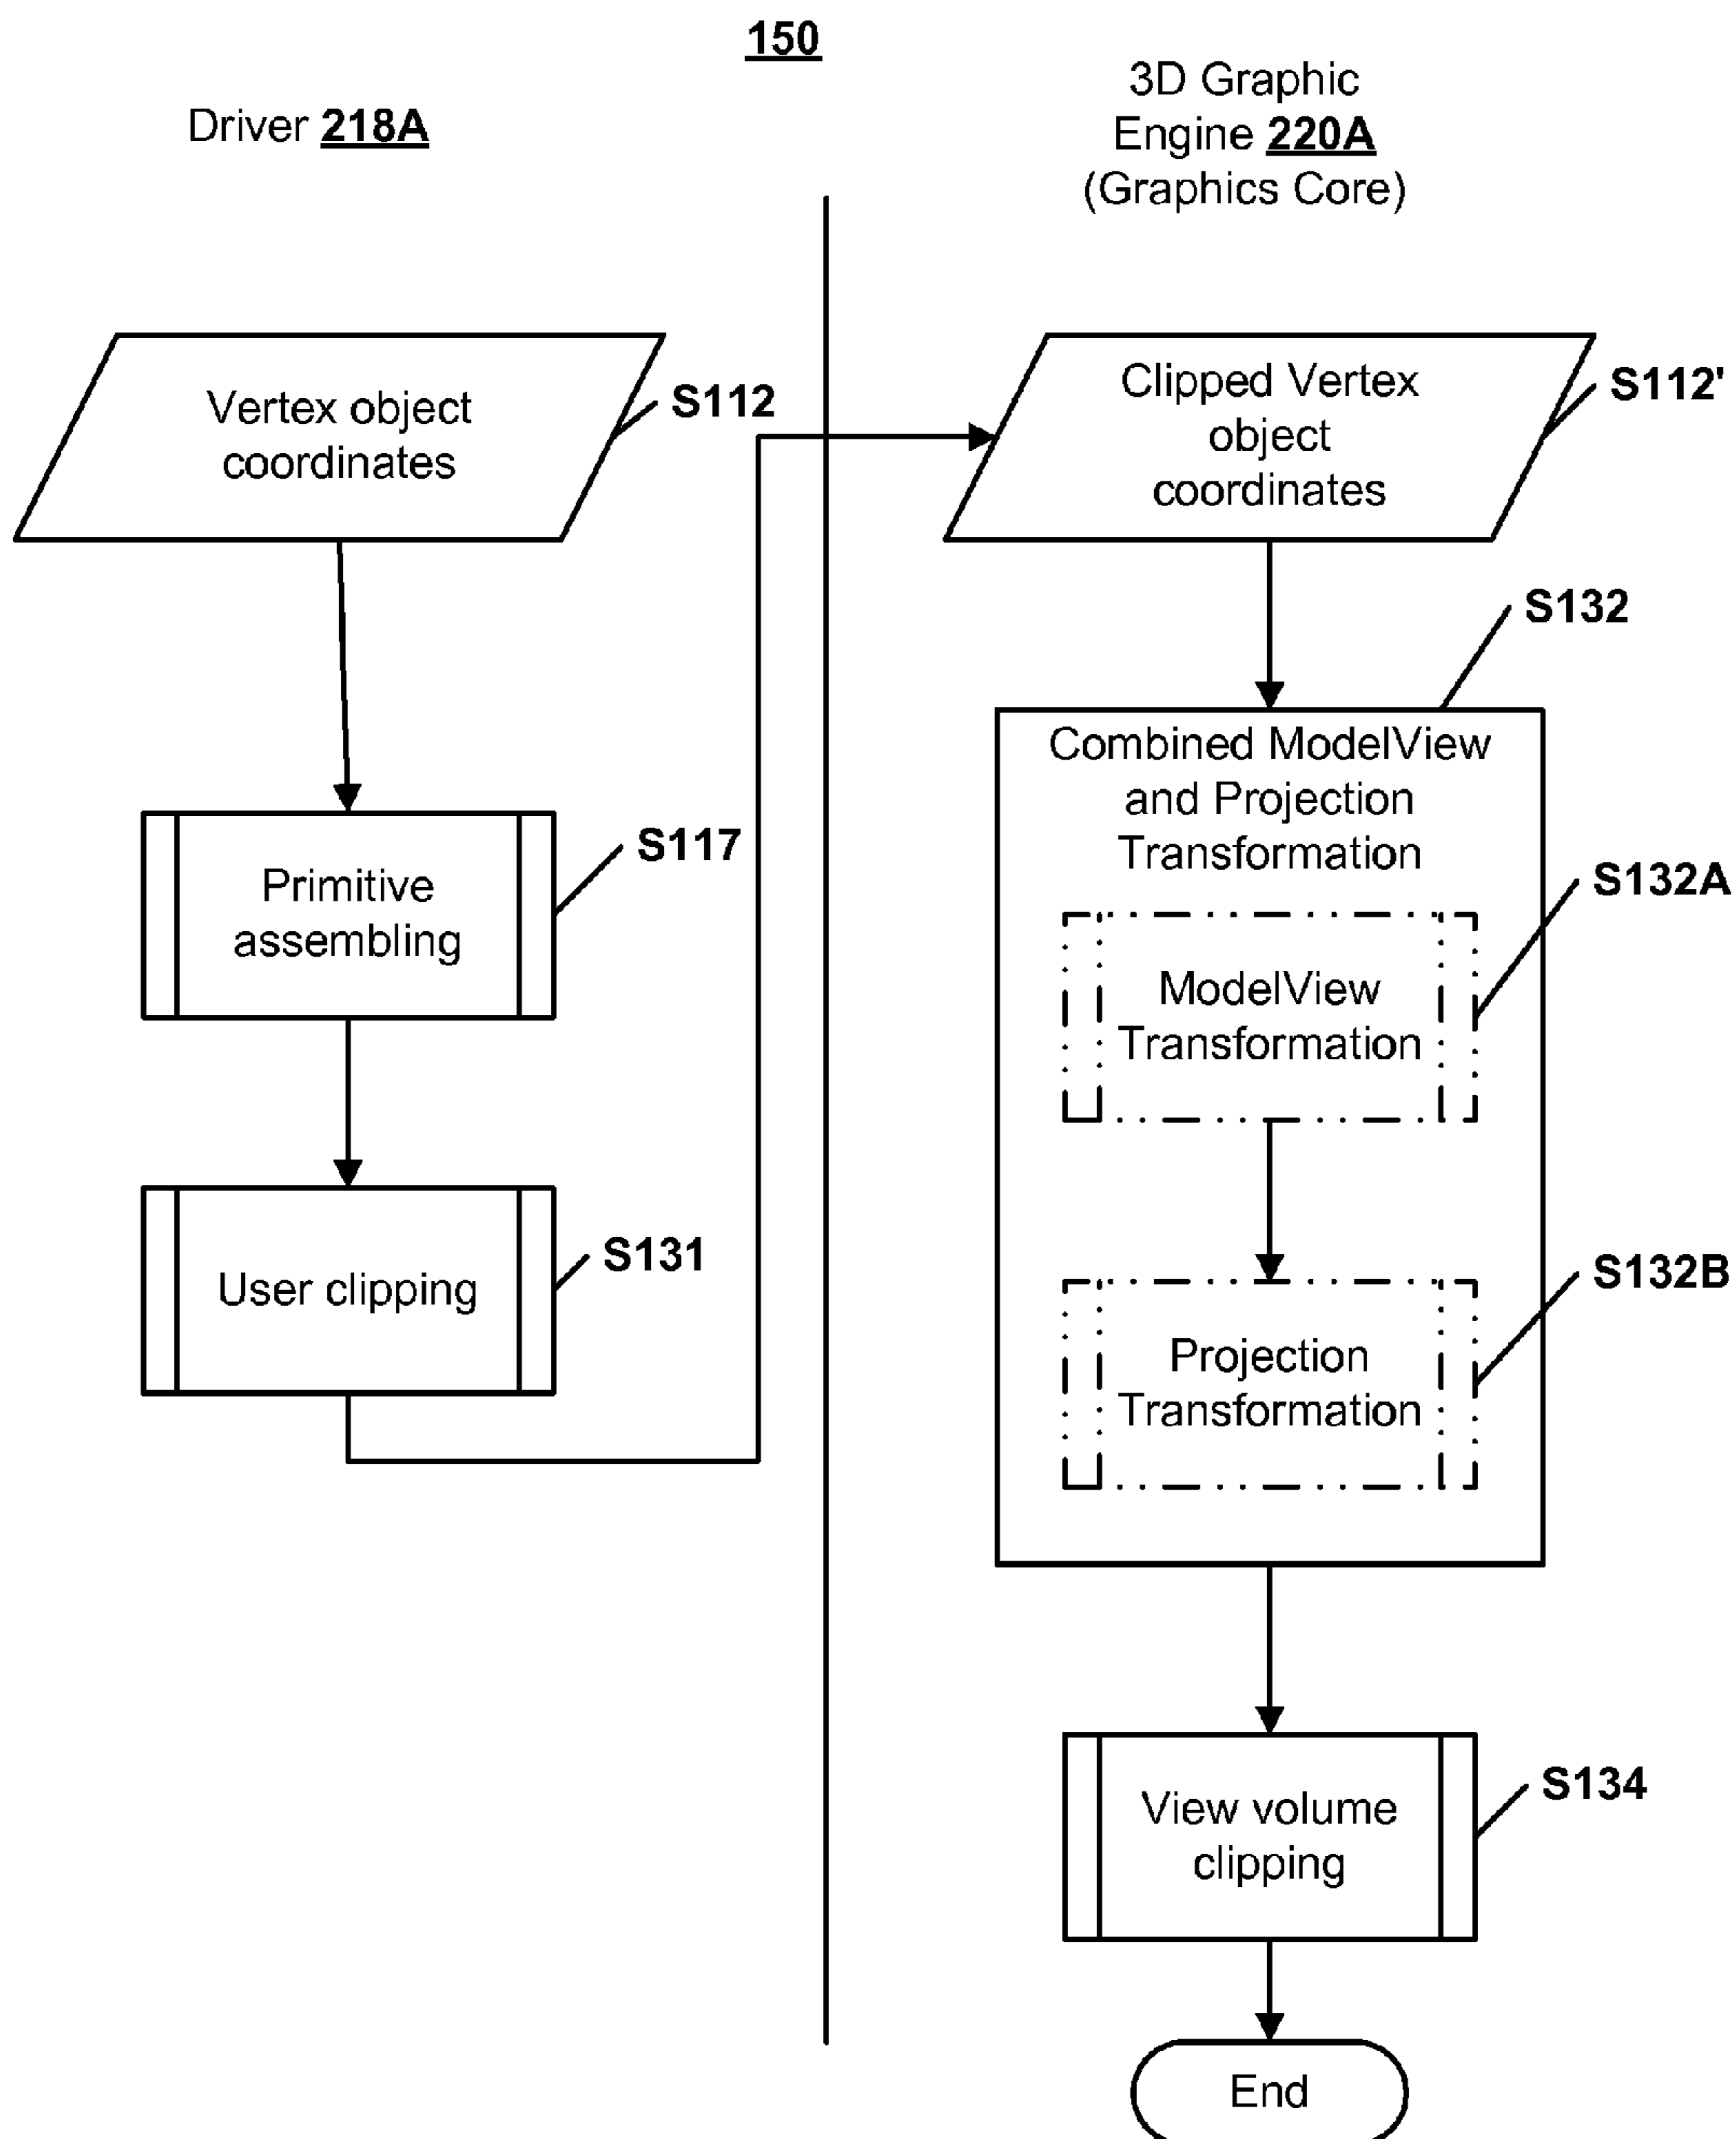 150
Driver 218A
3D Graphic
Engine 220A
(Graphics Core)
Vertex object
coordinates
S112
Primitive
assembling
S117
User clipping
S131
Clipped Vertex
object
coordinates
S112'
S132
Combined ModelView
and Projection
Transformation
S132A
ModelView
Transformation
S132B
Projection
Transformation
View volume
clipping
S134
End